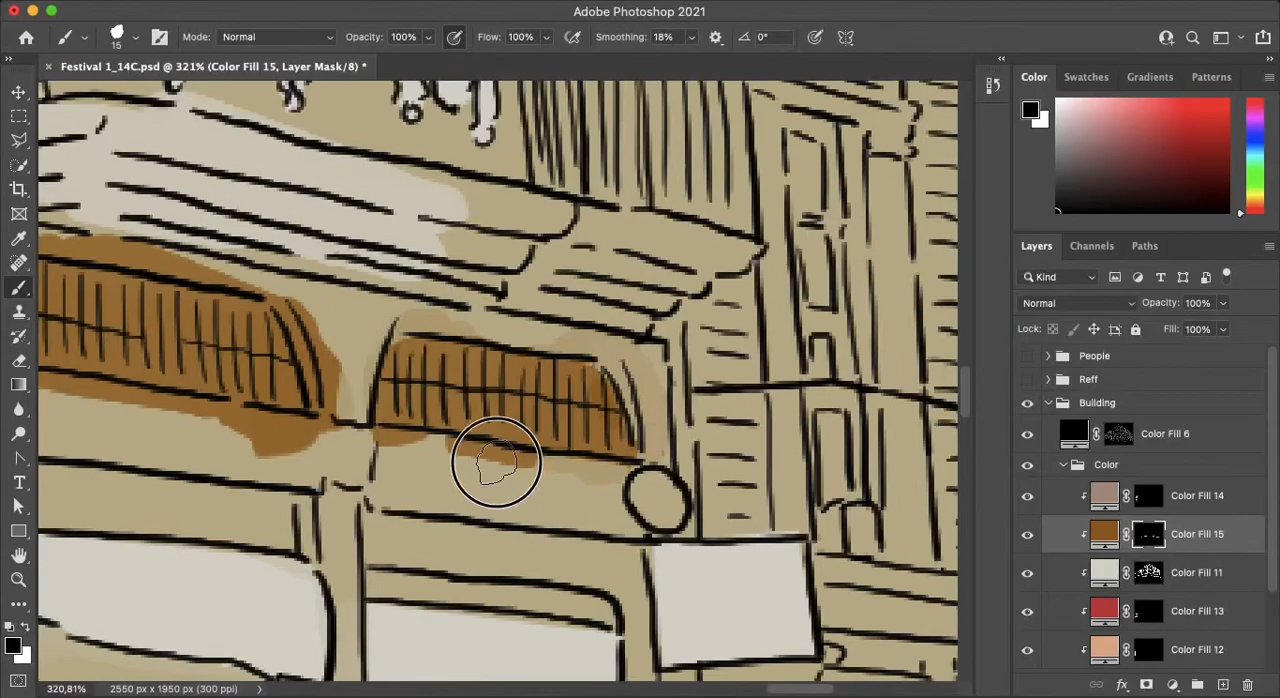 Adobe Photoshop 2021
15 Mode: Normal Opacity: 100% Flow: 100% Smoothing: 18% 0°
Festival 1_14C.psd @ 321% (Color Fill 15, Layer Mask/8) *
Color Swatches Gradients Patterns
Layers Channels Paths
Kind
Normal Opacity: 100%
Lock: Fill: 100%
People
Reff
Building
Color Fill 6
Color
Color Fill 14
Color Fill 15
Color Fill 11
Color Fill 13
Color Fill 12
320,81% 2550 px x 1950 px (300 ppi)